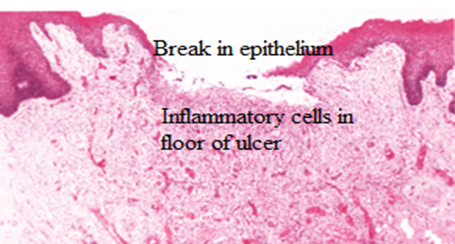 Break in epithelium
Inflammatory cells in
floor of ulcer